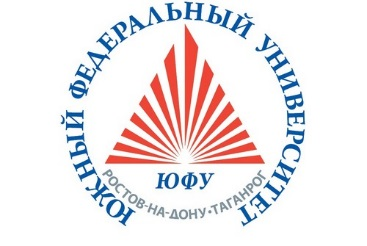 ЮЖНЫЙ ФЕДЕРАЛЬНЫЙ УНИВЕРСИТЕТ
ЮФУ
РОСТОВ-НА-ДОНУ•ТАГАНРОГ